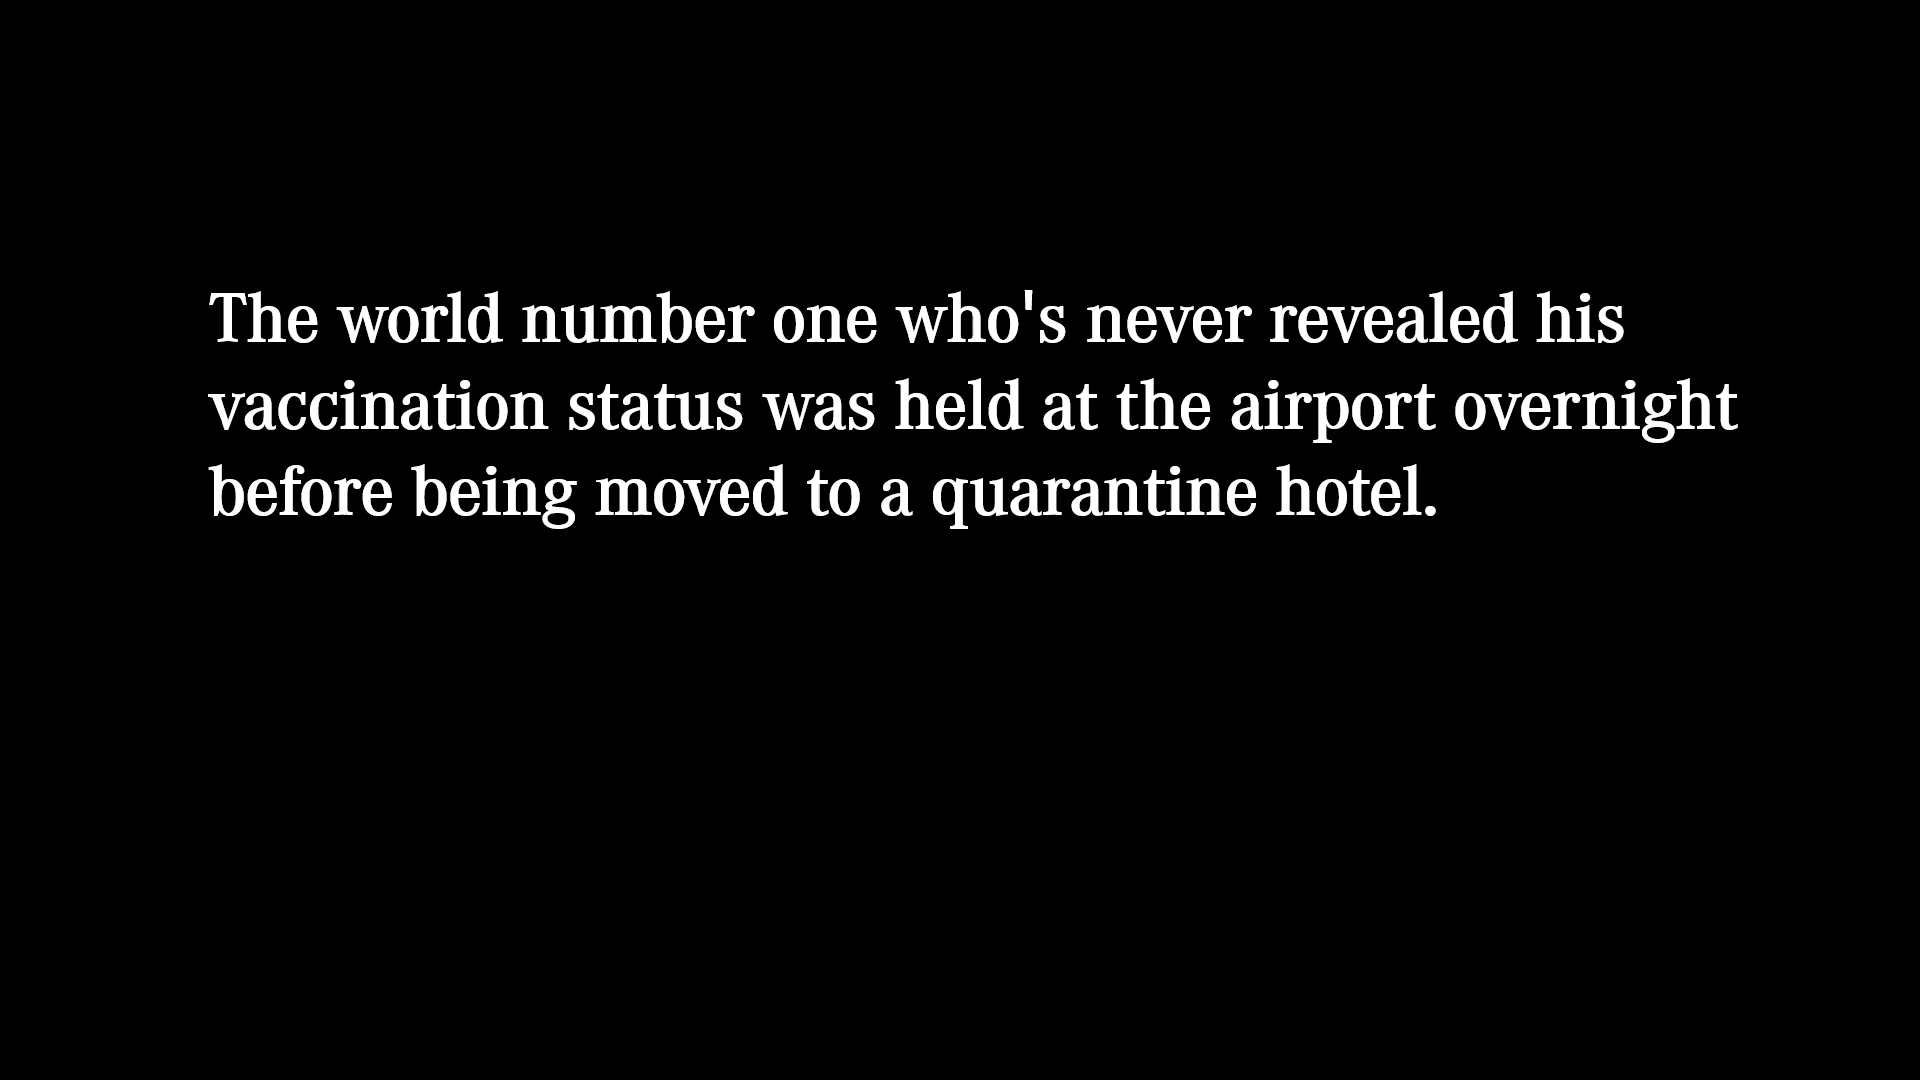 The world number one who's never revealed his
vaccination status was held at the airport overnight
before being moved to a quarantine hotel.